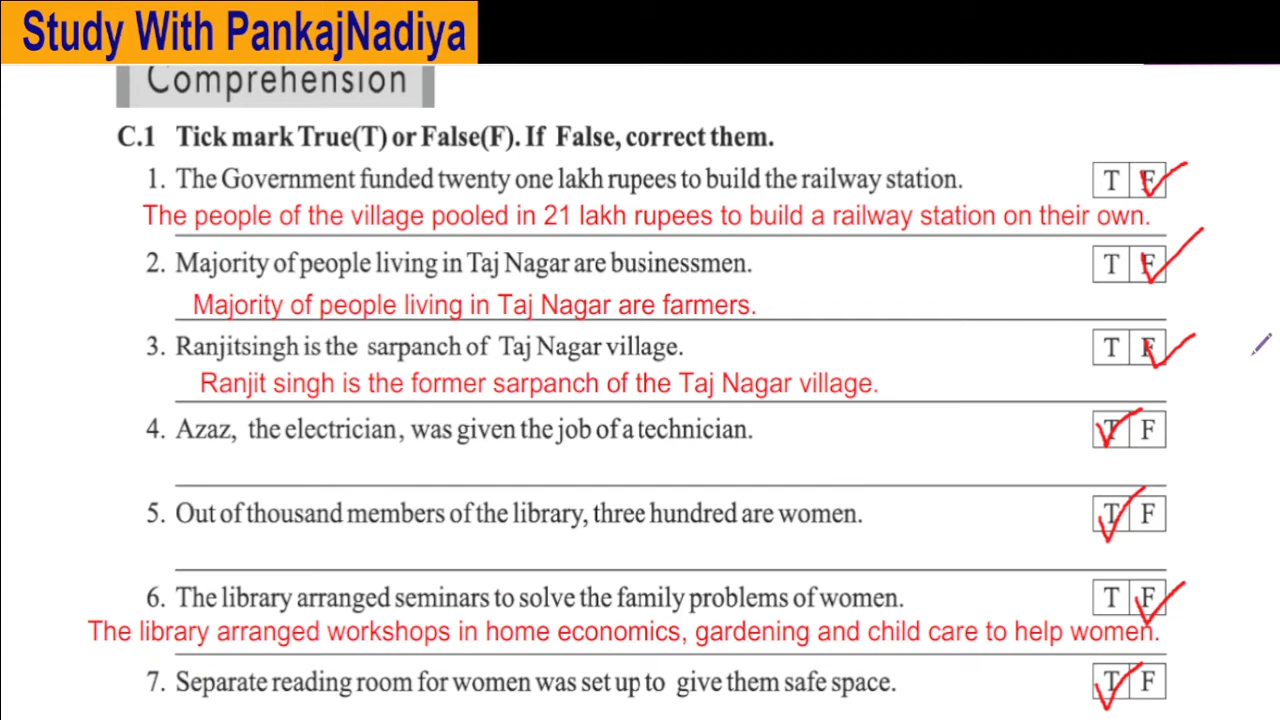 Study With PankajNadiya
Comprehension
C.1 Tick mark True(T) or False(F). If False, correct them.
1. The Government funded twenty one lakh rupees to build the railway station. T F
The people of the village pooled in 21 lakh rupees to build a railway station on their own.
2. Majority of people living in Taj Nagar are businessmen. T F
Majority of people living in Taj Nagar are farmers.
3. Ranjitsingh is the sarpanch of Taj Nagar village. T F
Ranjit singh is the former sarpanch of the Taj Nagar village.
4. Azaz, the electrician, was given the job of a technician. T F
5. Out of thousand members of the library, three hundred are women. T F
6. The library arranged seminars to solve the family problems of women. T F
The library arranged workshops in home economics, gardening and child care to help women.
7. Separate reading room for women was set up to give them safe space. T F